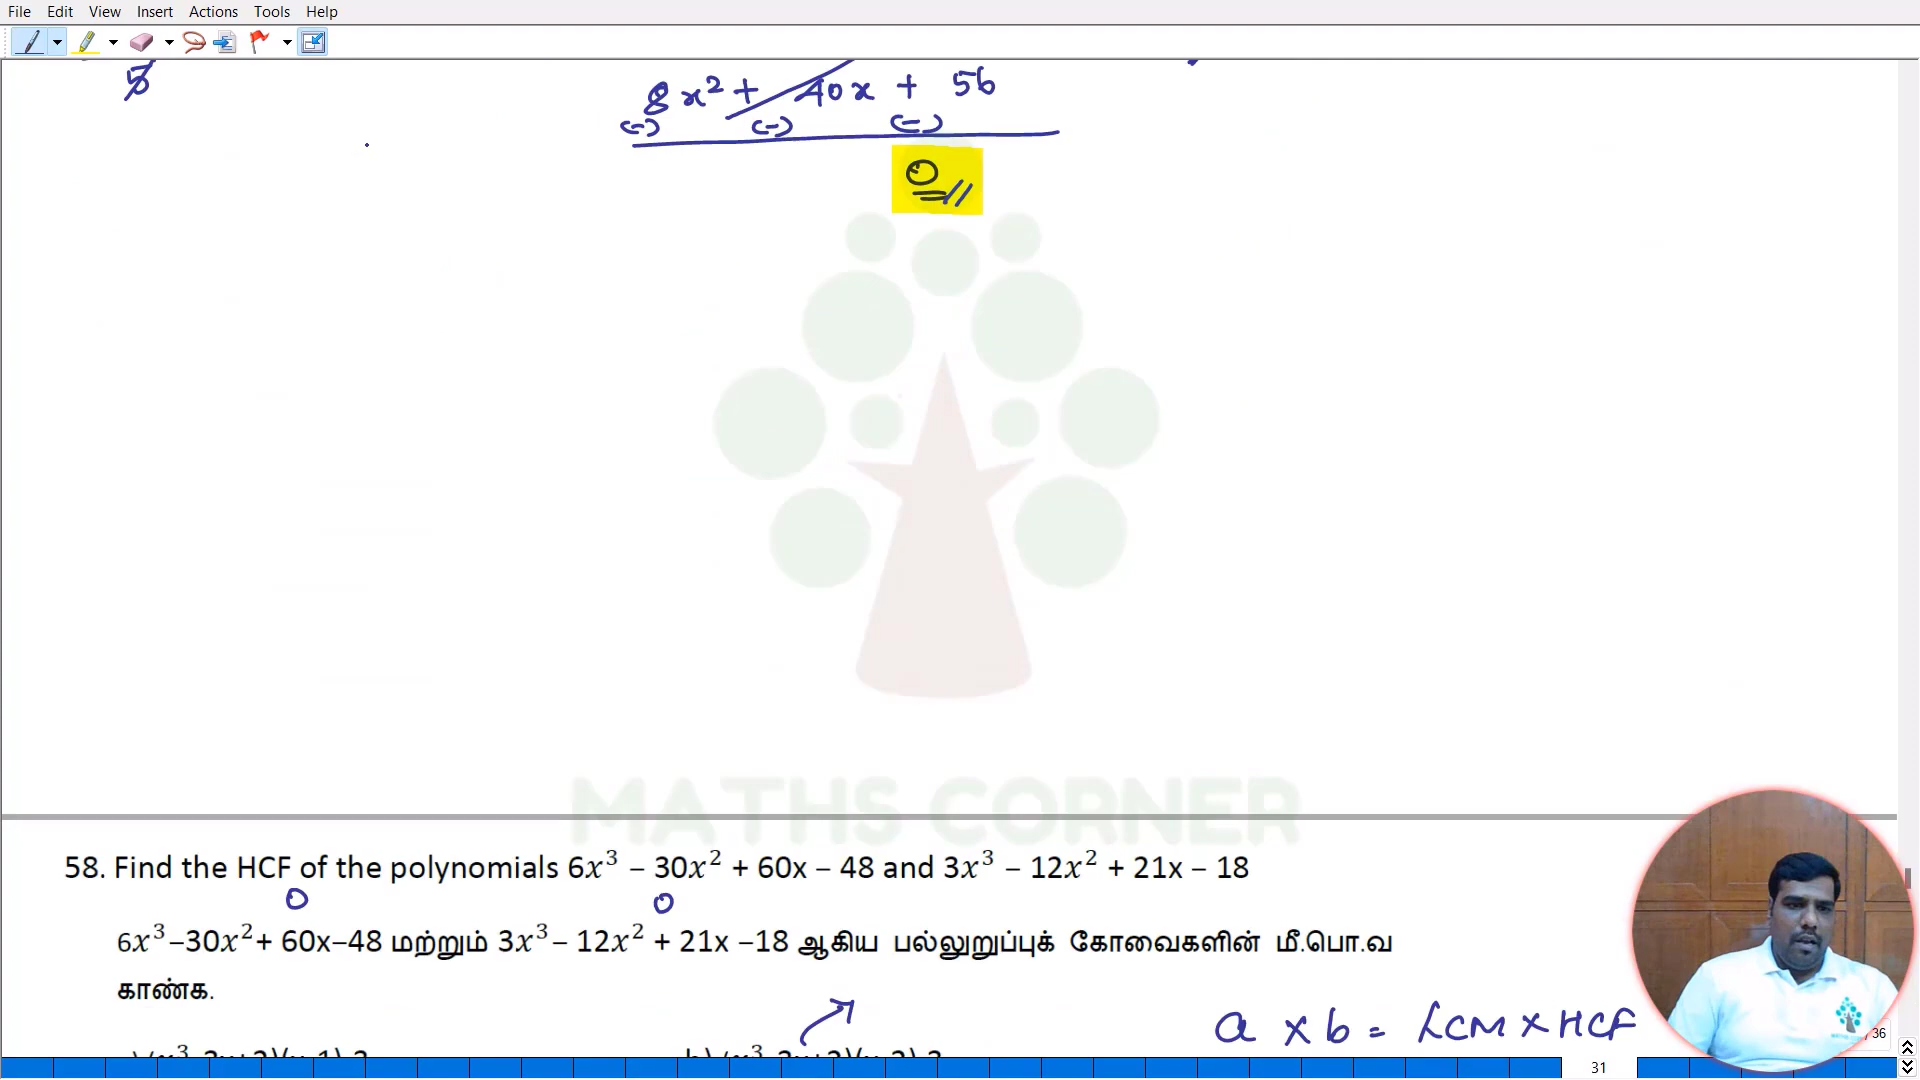 File Edit View Insert Actions Tools Help
5
8x² + 40x + 56
(-) (-) (-)
0
MATHS CORNER
58. Find the HCF of the polynomials 6x³ – 30x² + 60x – 48 and 3x³ – 12x² + 21x – 18
6x³–30x²+ 60x–48 மற்றும் 3x³– 12x² + 21x –18 ஆகிய பல்லுறுப்புக் கோவைகளின் மீ.பொ.வ
காண்க.
a × b = LCM × HCF
36
31